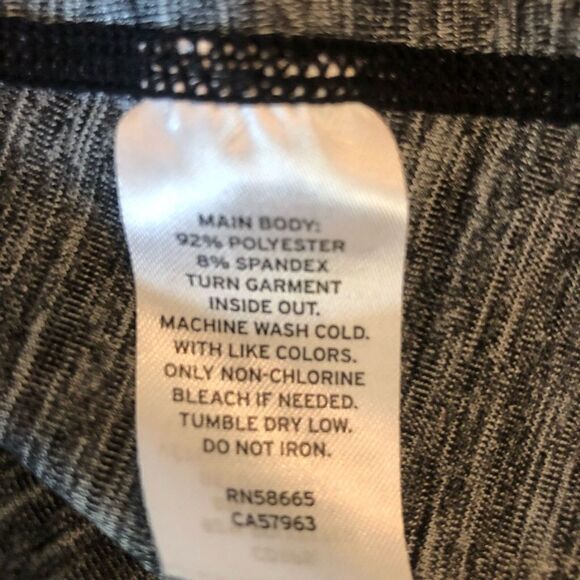 MAIN BODY:
92% POLYESTER
8% SPANDEX
TURN GARMENT
INSIDE OUT.
MACHINE WASH COLD.
WITH LIKE COLORS.
ONLY NON-CHLORINE
BLEACH IF NEEDED.
TUMBLE DRY LOW.
DO NOT IRON.
RN58665
CA57963